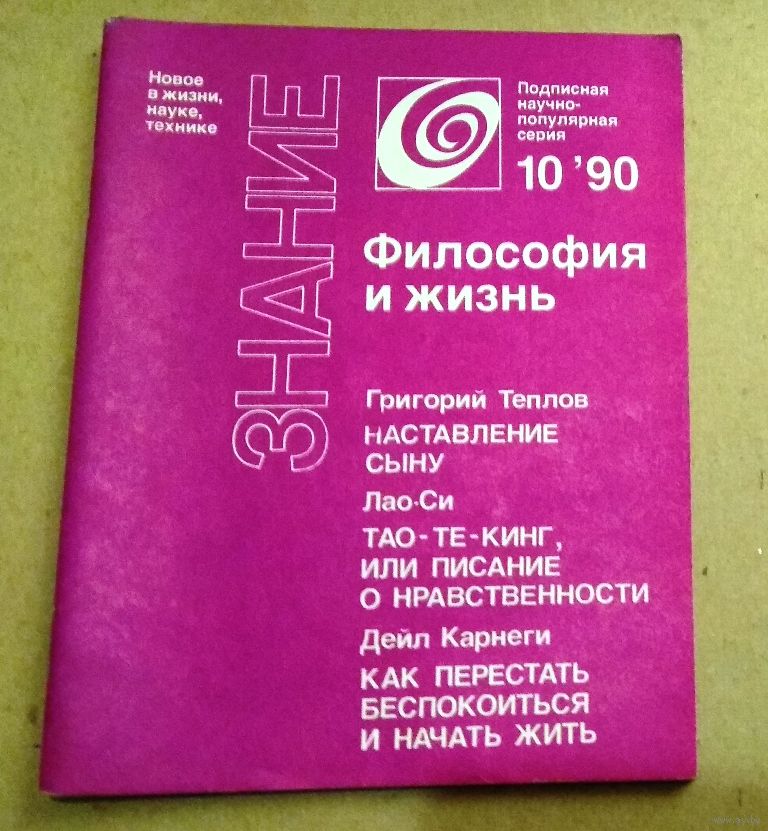 Новое
в жизни,
науке,
технике
ЗНАНИЕ
Подписная
научно-
популярная
серия
10 '90
Философия
и жизнь
Григорий Теплов
НАСТАВЛЕНИЕ
СЫНУ
Лао-Си
ТАО-ТЕ-КИНГ,
ИЛИ ПИСАНИЕ
О НРАВСТВЕННОСТИ
Дейл Карнеги
КАК ПЕРЕСТАТЬ
БЕСПОКОИТЬСЯ
И НАЧАТЬ ЖИТЬ